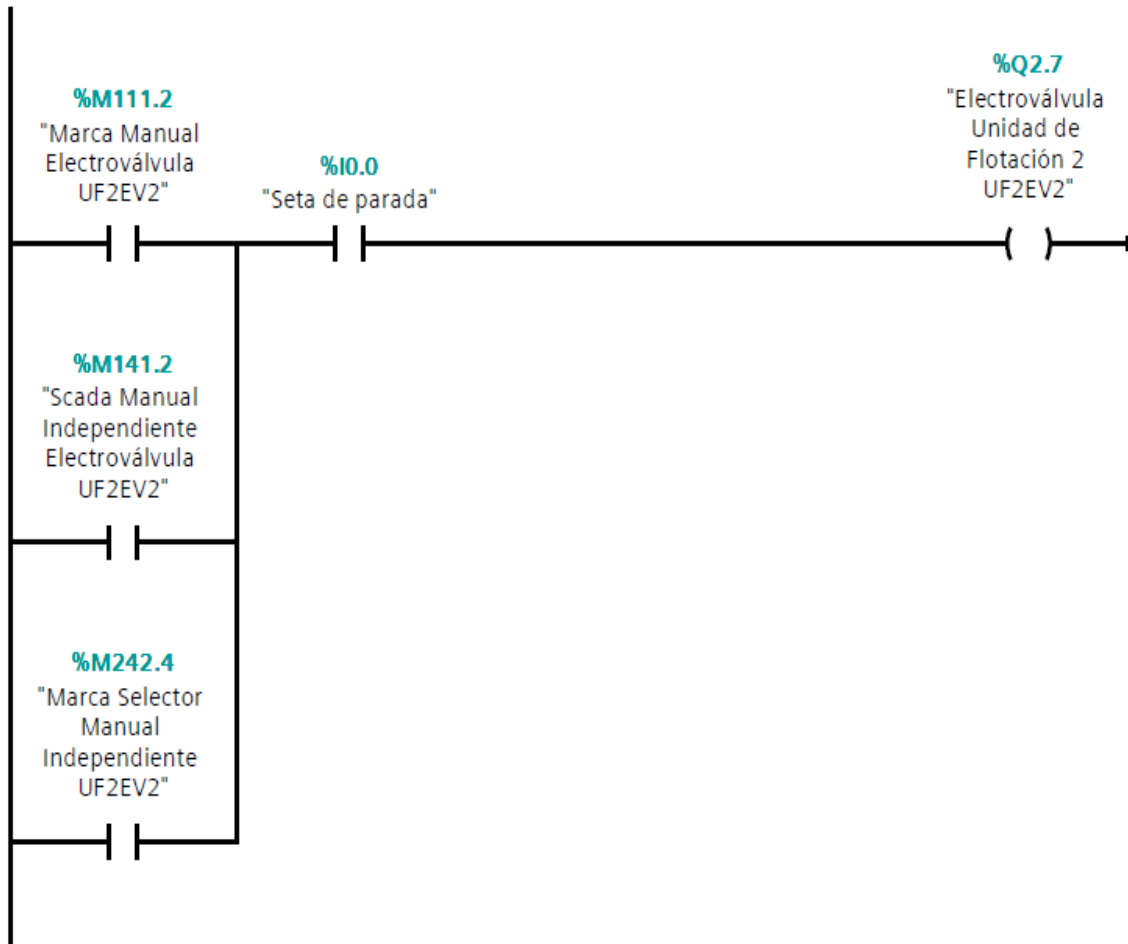 %M111.2
"Marca Manual
Electroválvula
UF2EV2"
%I0.0
"Seta de parada"
%Q2.7
"Electroválvula
Unidad de
Flotación 2
UF2EV2"
%M141.2
"Scada Manual
Independiente
Electroválvula
UF2EV2"
%M242.4
"Marca Selector
Manual
Independiente
UF2EV2"